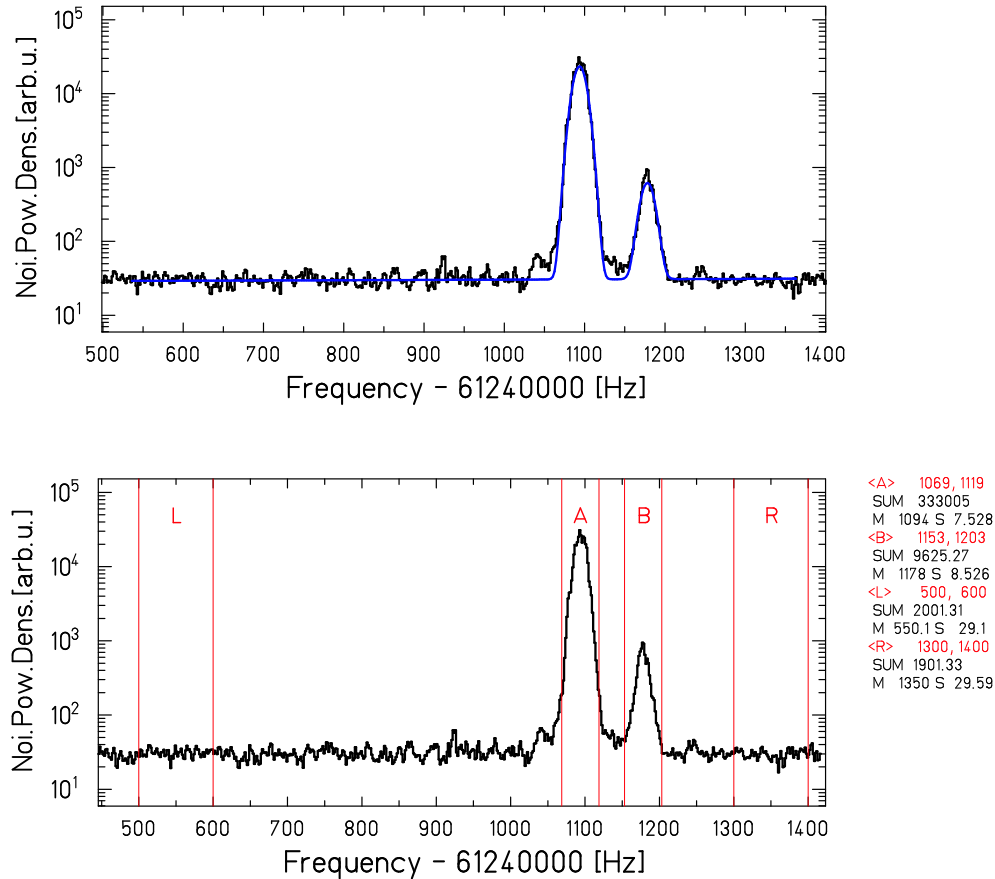 10^5
10^4
10^3
10^2
10^1
Noi.Pow.Dens.[arb.u.]
500 600 700 800 900 1000 1100 1200 1300 1400
Frequency - 61240000 [Hz]
10^5
10^4
10^3
10^2
10^1
Noi.Pow.Dens.[arb.u.]
L A B R
500 600 700 800 900 1000 1100 1200 1300 1400
Frequency - 61240000 [Hz]
<A> 1069, 1119
SUM 333005
M 1094 S 7.528
<B> 1153, 1203
SUM 9625.27
M 1178 S 8.526
<L> 500, 600
SUM 2001.31
M 550.1 S 29.1
<R> 1300, 1400
SUM 1901.33
M 1350 S 29.59